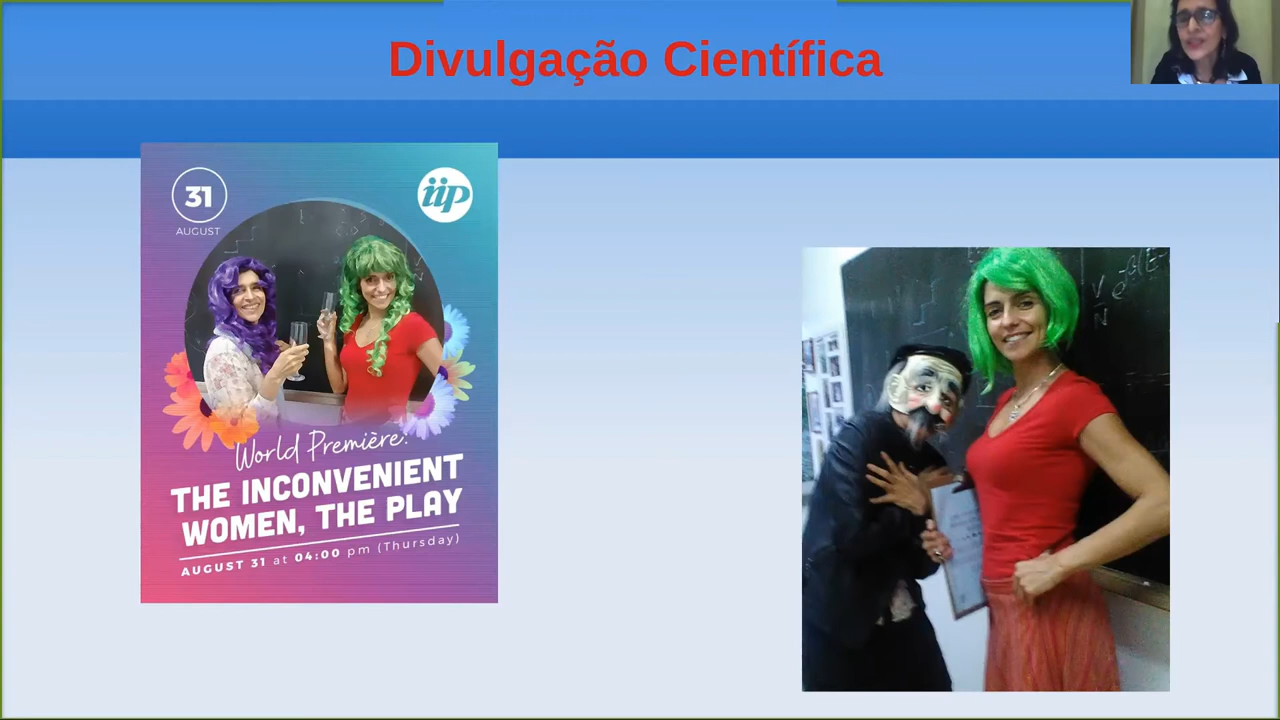 Divulgação Científica
31
AUGUST
iip
World Première:
THE INCONVENIENT
WOMEN, THE PLAY
AUGUST 31 at 04:00 pm (Thursday)
V
N